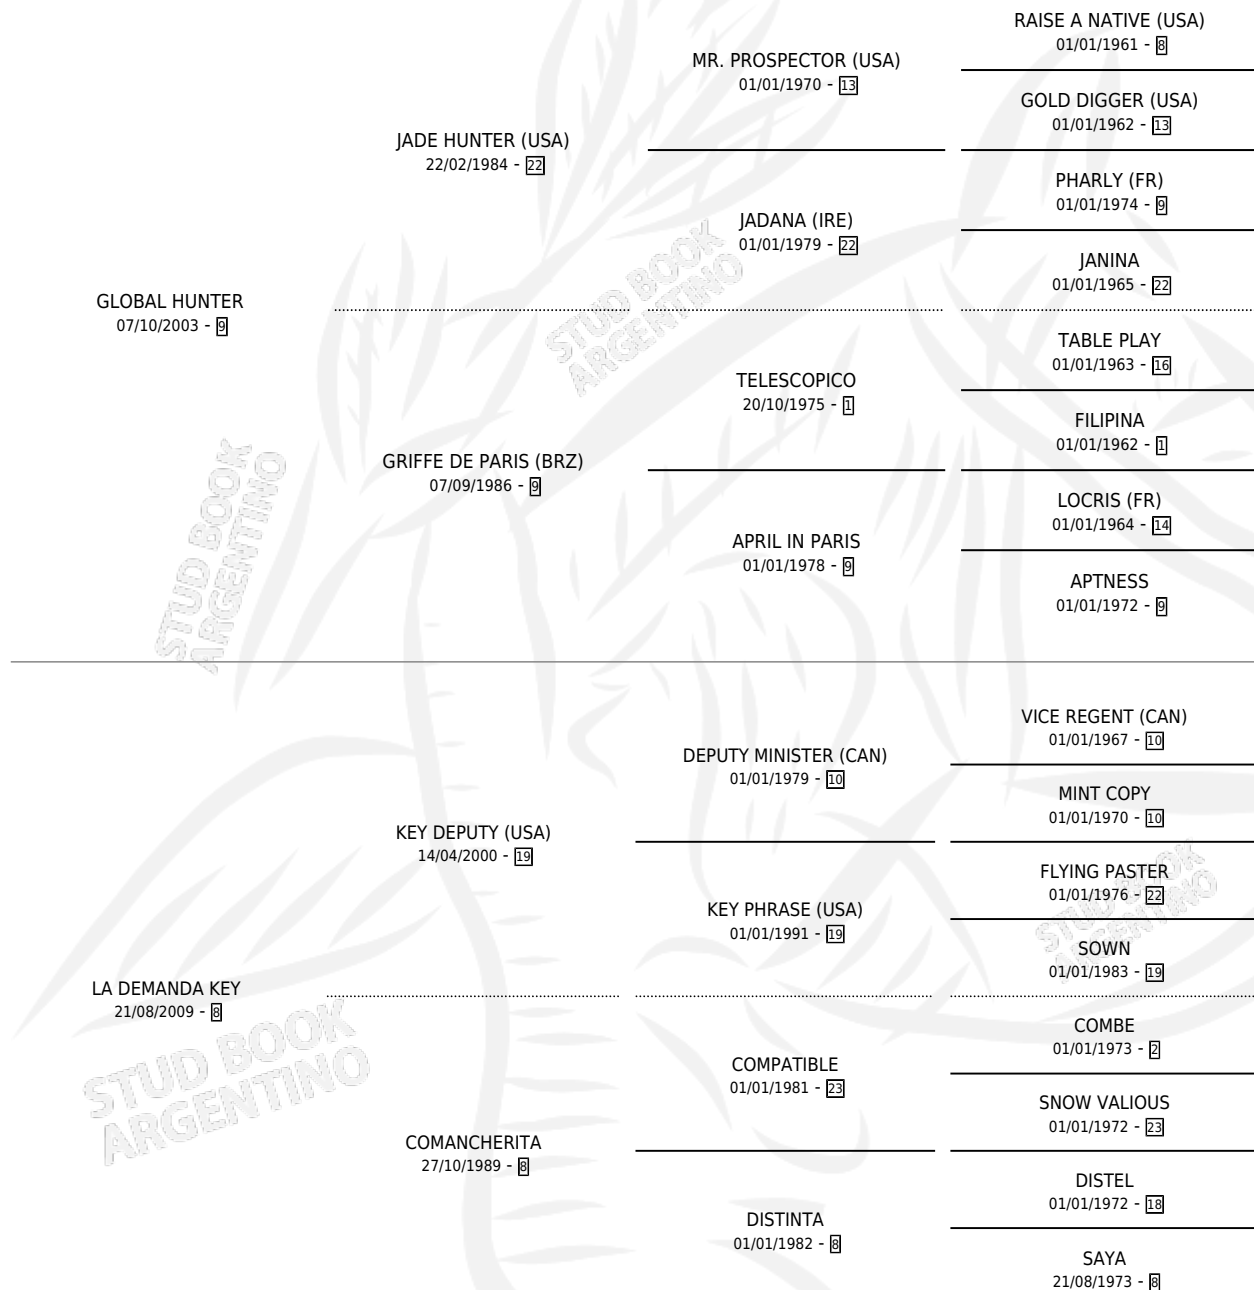 RAISE A NATIVE (USA)
01/01/1961 - 8
MR. PROSPECTOR (USA)
01/01/1970 - 13
GOLD DIGGER (USA)
01/01/1962 - 13
JADE HUNTER (USA)
22/02/1984 - 22
PHARLY (FR)
01/01/1974 - 9
JADANA (IRE)
01/01/1979 - 22
JANINA
01/01/1965 - 22
GLOBAL HUNTER
07/10/2003 - 9
TABLE PLAY
01/01/1963 - 16
TELESCOPICO
20/10/1975 - 1
FILIPINA
01/01/1962 - 1
GRIFFE DE PARIS (BRZ)
07/09/1986 - 9
LOCRIS (FR)
01/01/1964 - 14
APRIL IN PARIS
01/01/1978 - 9
APTNESS
01/01/1972 - 9
VICE REGENT (CAN)
01/01/1967 - 10
DEPUTY MINISTER (CAN)
01/01/1979 - 10
MINT COPY
01/01/1970 - 10
KEY DEPUTY (USA)
14/04/2000 - 19
FLYING PASTER
01/01/1976 - 22
KEY PHRASE (USA)
01/01/1991 - 19
SOWN
01/01/1983 - 19
LA DEMANDA KEY
21/08/2009 - 8
COMBE
01/01/1973 - 2
COMPATIBLE
01/01/1981 - 23
SNOW VALIOUS
01/01/1972 - 23
COMANCHERITA
27/10/1989 - 8
DISTEL
01/01/1972 - 18
DISTINTA
01/01/1982 - 8
SAYA
21/08/1973 - 8
STUD BOOK
ARGENTINO
STUD BOOK
ARGENTINO
STUD BOOK
ARGENTINO
STUD BOOK
ARGENTINO